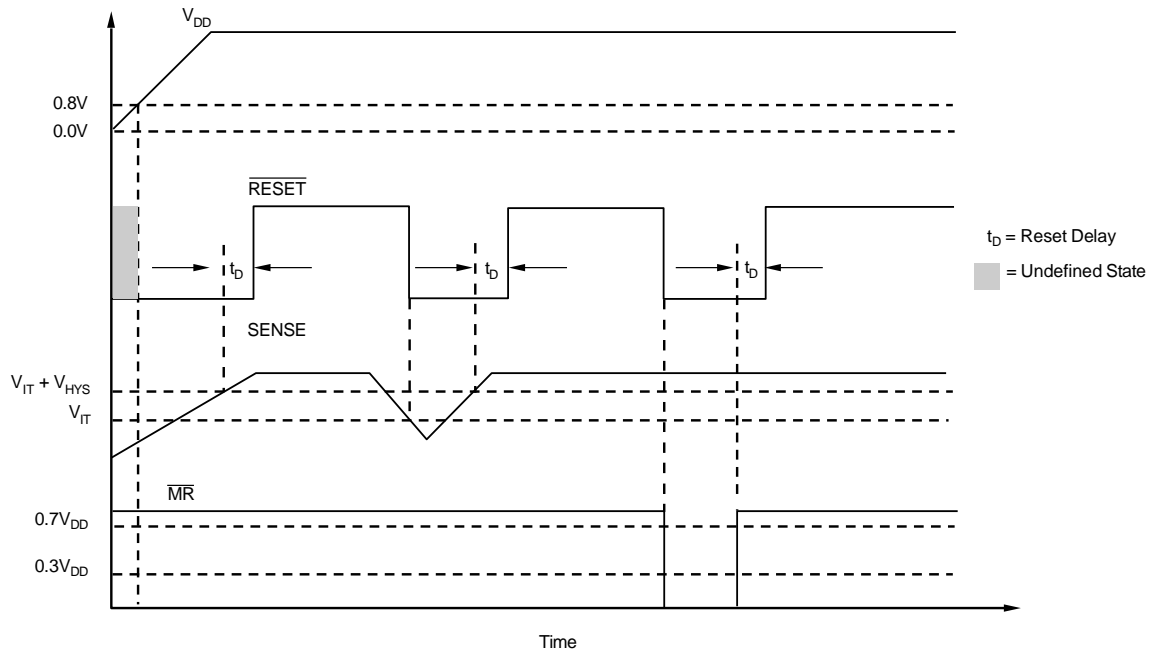 V_DD
0.8V
0.0V
RESET
t_D
t_D
t_D
t_D = Reset Delay
= Undefined State
SENSE
V_IT + V_HYS
V_IT
MR
0.7V_DD
0.3V_DD
Time